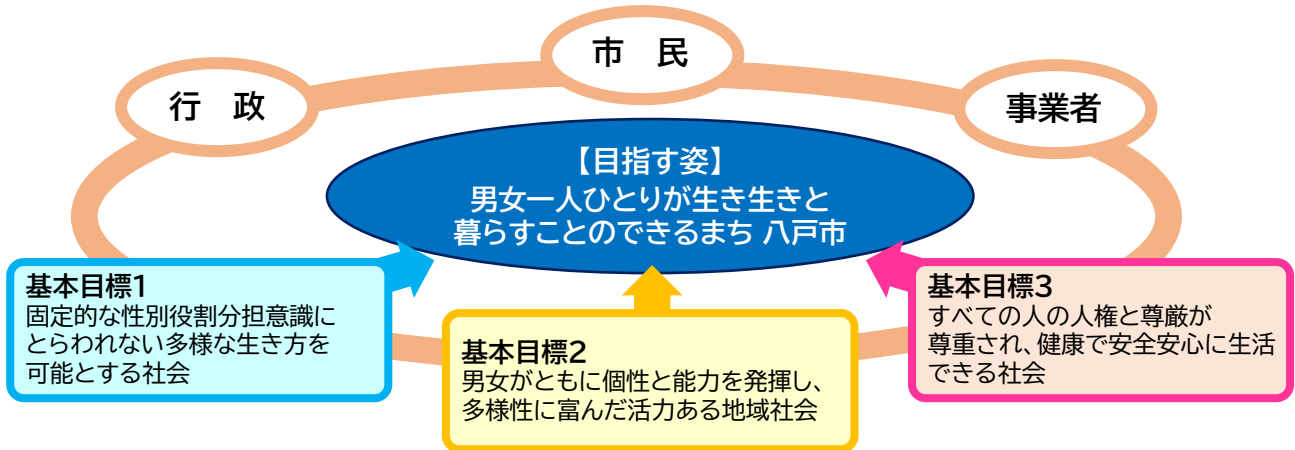 市　民
行　政
事業者
【目指す姿】
男女一人ひとりが生き生きと
暮らすことのできるまち 八戸市
基本目標1
固定的な性別役割分担意識に
とらわれない多様な生き方を
可能とする社会
基本目標2
男女がともに個性と能力を発揮し、
多様性に富んだ活力ある地域社会
基本目標3
すべての人の人権と尊厳が
尊重され、健康で安全安心に生活
できる社会